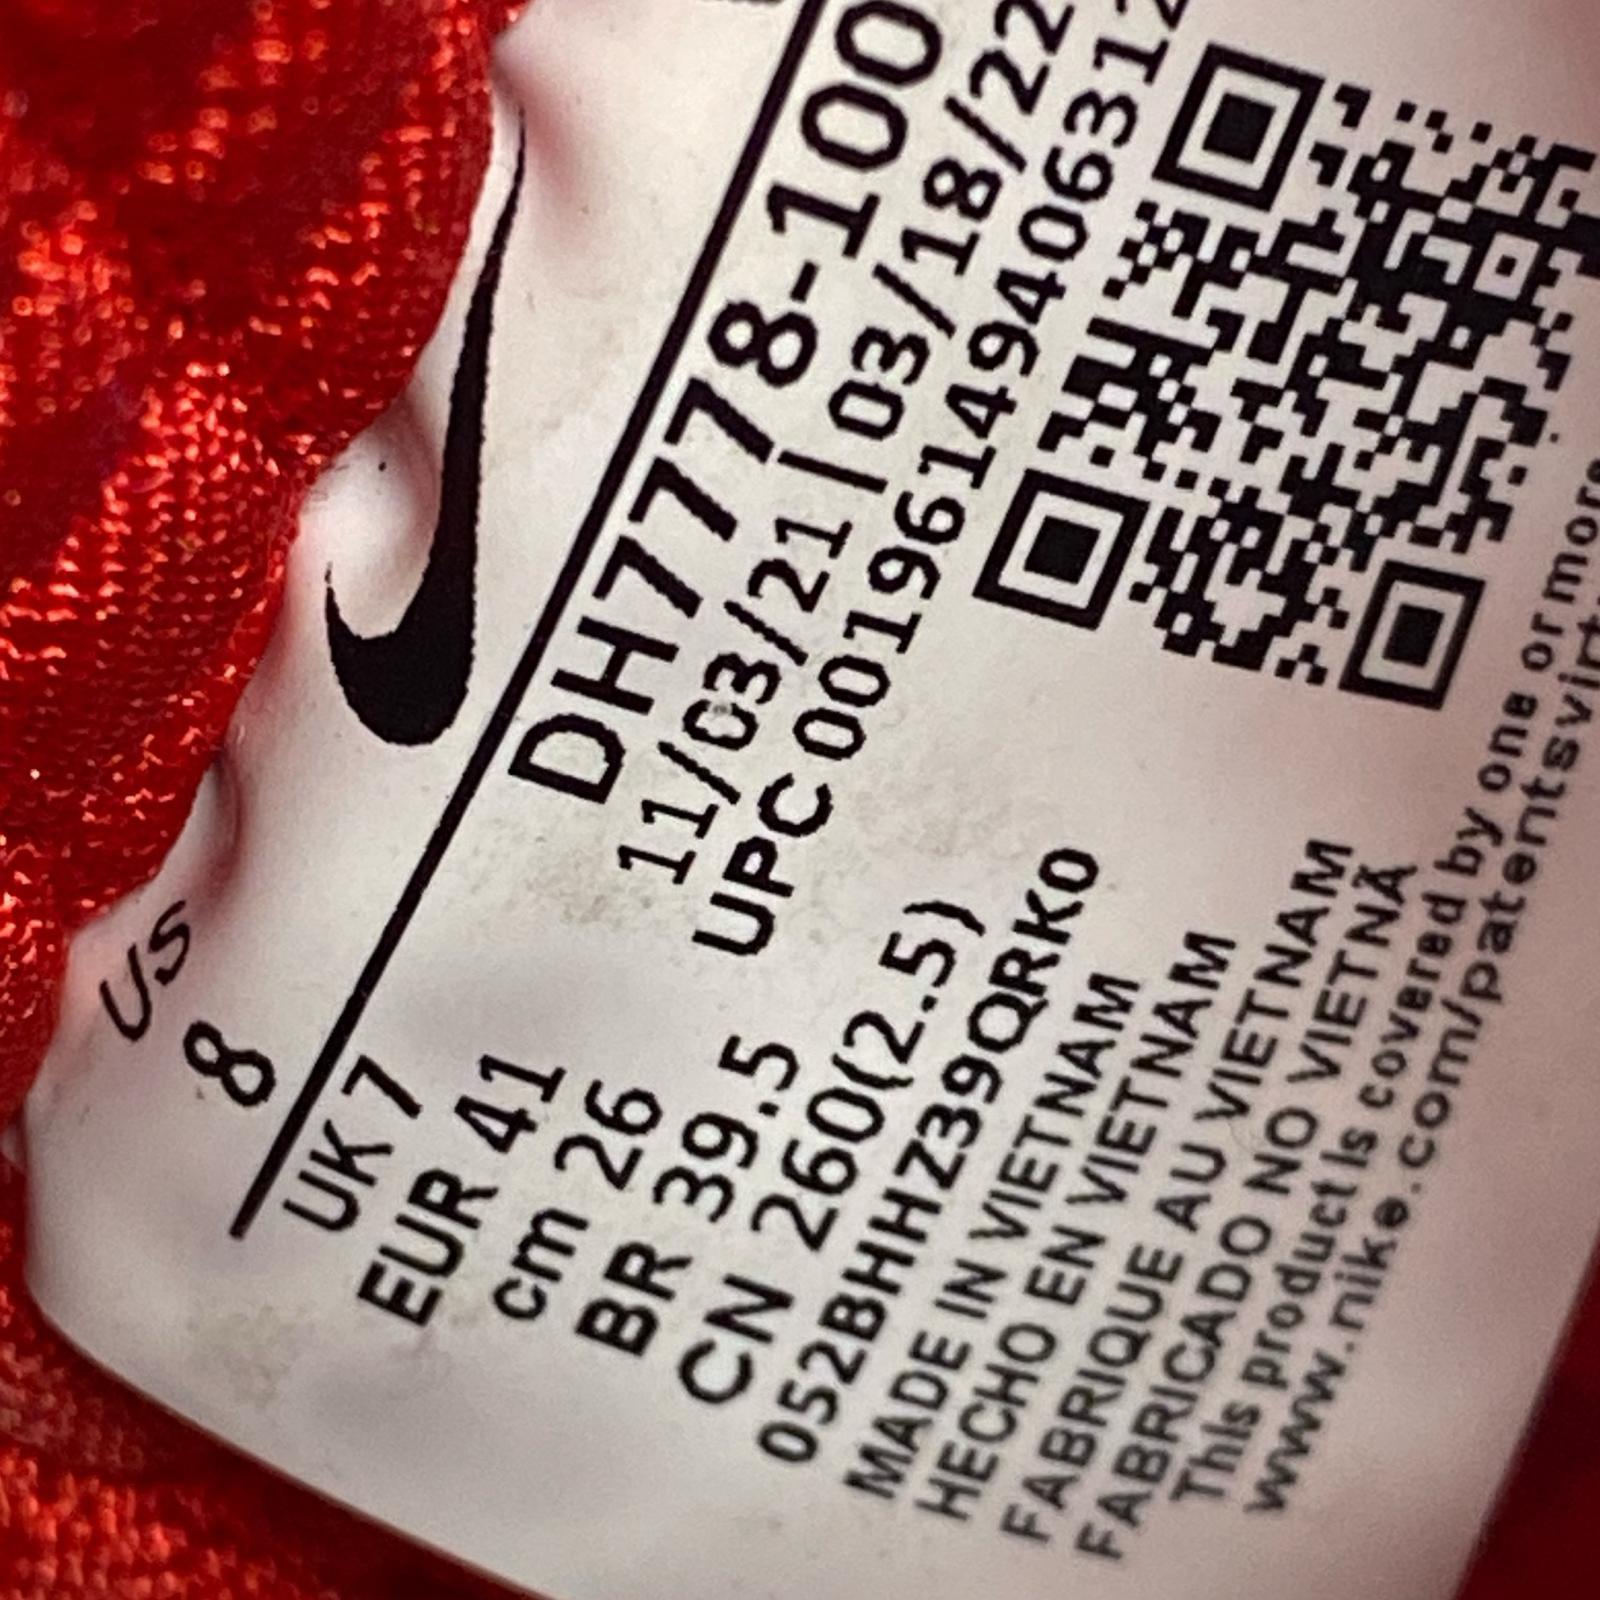 US
8
UK 7
EUR 41
cm 26
BR 39.5
CN 260(2.5)
DH7778-100
11/03/21 | 03/18/22
UPC 00196149406312
052BHHZ39QRK0
MADE IN VIETNAM
HECHO EN VIETNAM
FABRIQUE AU VIETNAM
FABRICADO NO VIETNÃ
This product is covered by one or more
www.nike.com/patentsvirt